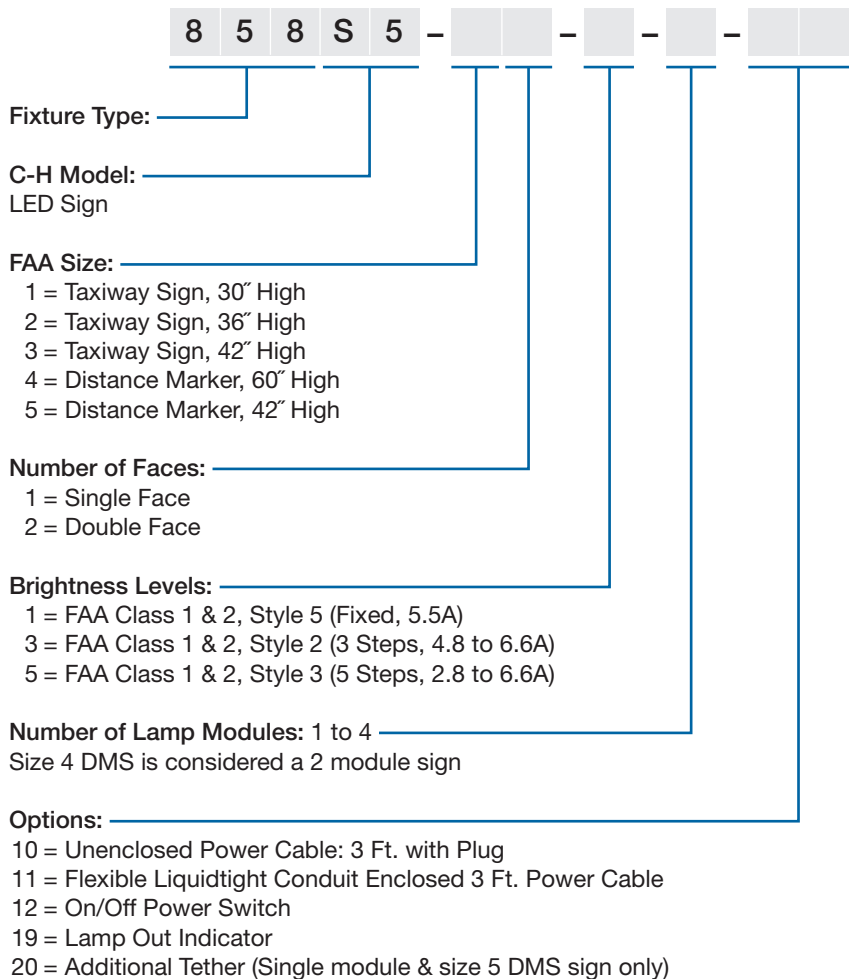 8 5 8 S 5 – – – –
Fixture Type:
C-H Model:
LED Sign
FAA Size:
1 = Taxiway Sign, 30˝ High
2 = Taxiway Sign, 36˝ High
3 = Taxiway Sign, 42˝ High
4 = Distance Marker, 60˝ High
5 = Distance Marker, 42˝ High
Number of Faces:
1 = Single Face
2 = Double Face
Brightness Levels:
1 = FAA Class 1 & 2, Style 5 (Fixed, 5.5A)
3 = FAA Class 1 & 2, Style 2 (3 Steps, 4.8 to 6.6A)
5 = FAA Class 1 & 2, Style 3 (5 Steps, 2.8 to 6.6A)
Number of Lamp Modules: 1 to 4
Size 4 DMS is considered a 2 module sign
Options:
10 = Unenclosed Power Cable: 3 Ft. with Plug
11 = Flexible Liquidtight Conduit Enclosed 3 Ft. Power Cable
12 = On/Off Power Switch
19 = Lamp Out Indicator
20 = Additional Tether (Single module & size 5 DMS sign only)